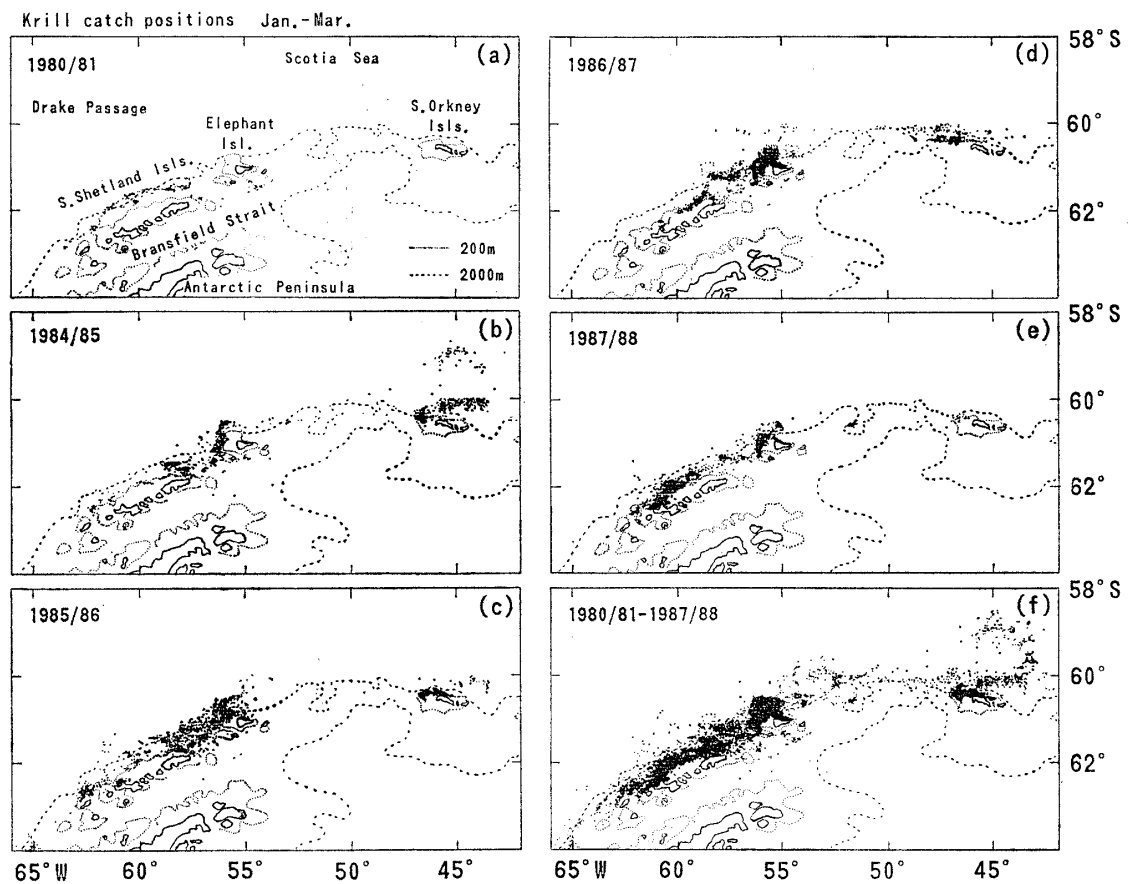 Krill catch positions Jan.-Mar.
1980/81
Scotia Sea
(a)
Drake Passage
S.Orkney
Isls.
Elephant
Isl.
S.Shetland Isls.
Bransfield Strait
200m
2000m
Antarctic Peninsula
1984/85
(b)
1985/86
(c)
65°W
60°
55°
50°
45°
1986/87
(d)
58°S
60°
62°
1987/88
(e)
58°S
60°
62°
1980/81-1987/88
(f)
58°S
60°
62°
65°W
60°
55°
50°
45°